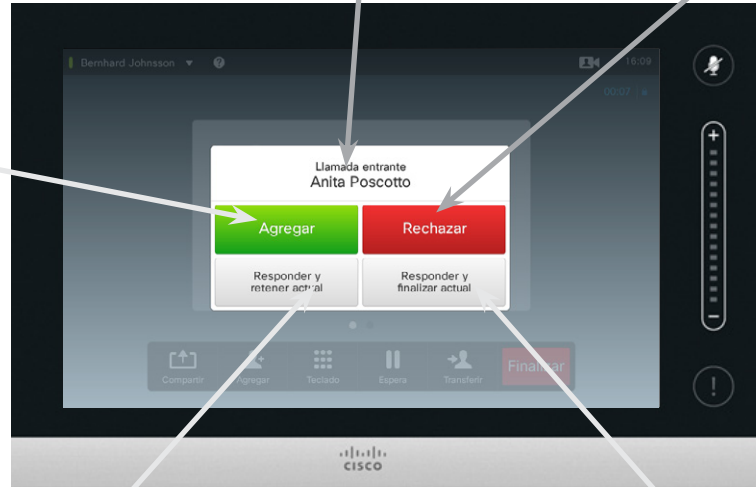 Bernhard Johnsson
16:09
00:07
Llamada entrante
Anita Poscotto
Agregar
Rechazar
Responder y
retener actual
Responder y
finalizar actual
Compartir
Agregar
Teclado
Espera
Transferir
Finalizar
CISCO